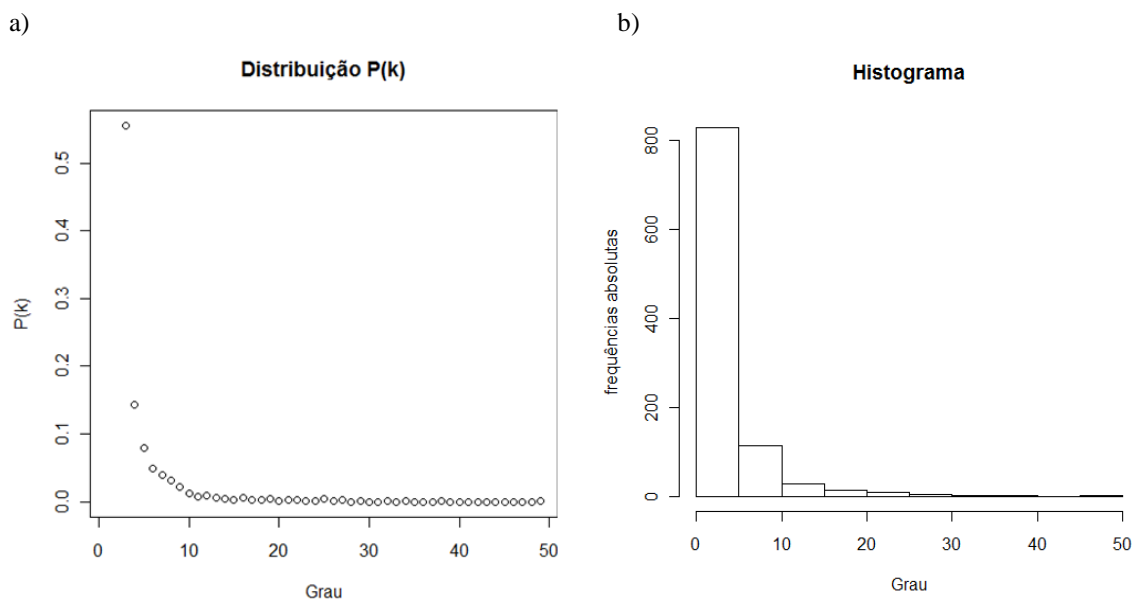 a)
Distribuição P(k)
P(k)
0.5
0.4
0.3
0.2
0.1
0.0
0 10 20 30 40 50
Grau
b)
Histograma
frequências absolutas
800
600
400
200
0
0 10 20 30 40 50
Grau